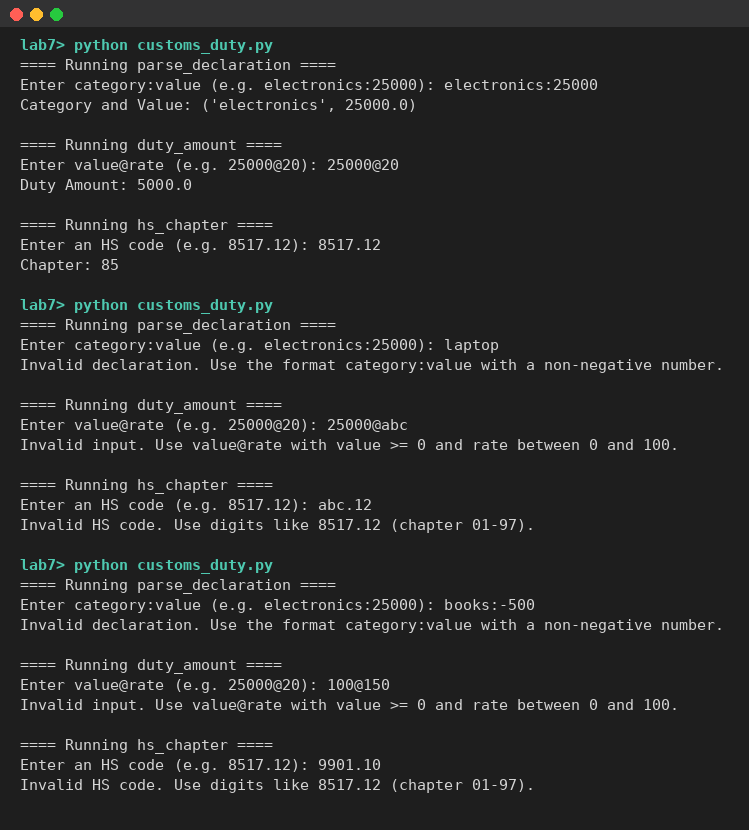 lab7> python customs_duty.py
==== Running parse_declaration ====
Enter category:value (e.g. electronics:25000): electronics:25000
Category and Value: ('electronics', 25000.0)

==== Running duty_amount ====
Enter value@rate (e.g. 25000@20): 25000@20
Duty Amount: 5000.0

==== Running hs_chapter ====
Enter an HS code (e.g. 8517.12): 8517.12
Chapter: 85

lab7> python customs_duty.py
==== Running parse_declaration ====
Enter category:value (e.g. electronics:25000): laptop
Invalid declaration. Use the format category:value with a non-negative number.

==== Running duty_amount ====
Enter value@rate (e.g. 25000@20): 25000@abc
Invalid input. Use value@rate with value >= 0 and rate between 0 and 100.

==== Running hs_chapter ====
Enter an HS code (e.g. 8517.12): abc.12
Invalid HS code. Use digits like 8517.12 (chapter 01-97).

lab7> python customs_duty.py
==== Running parse_declaration ====
Enter category:value (e.g. electronics:25000): books:-500
Invalid declaration. Use the format category:value with a non-negative number.

==== Running duty_amount ====
Enter value@rate (e.g. 25000@20): 100@150
Invalid input. Use value@rate with value >= 0 and rate between 0 and 100.

==== Running hs_chapter ====
Enter an HS code (e.g. 8517.12): 9901.10
Invalid HS code. Use digits like 8517.12 (chapter 01-97).